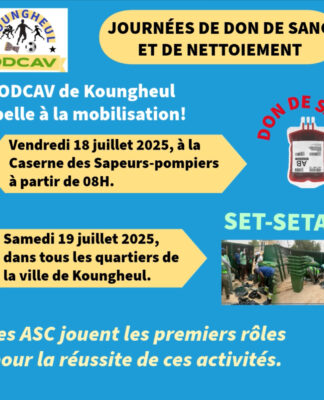 KOUNGHEUL
ODCAV
JOURNÉES DE DON DE SANG
ET DE NETTOIEMENT
ODCAV de Koungheul
pelle à la mobilisation!
DON DE S
Vendredi 18 juillet 2025, à la
Caserne des Sapeurs-pompiers
à partir de 08H.
AB
SET-SETA
Samedi 19 juillet 2025,
dans tous les quartiers de
la ville de Koungheul.
es ASC jouent les premiers rôles
our la réussite de ces activités.